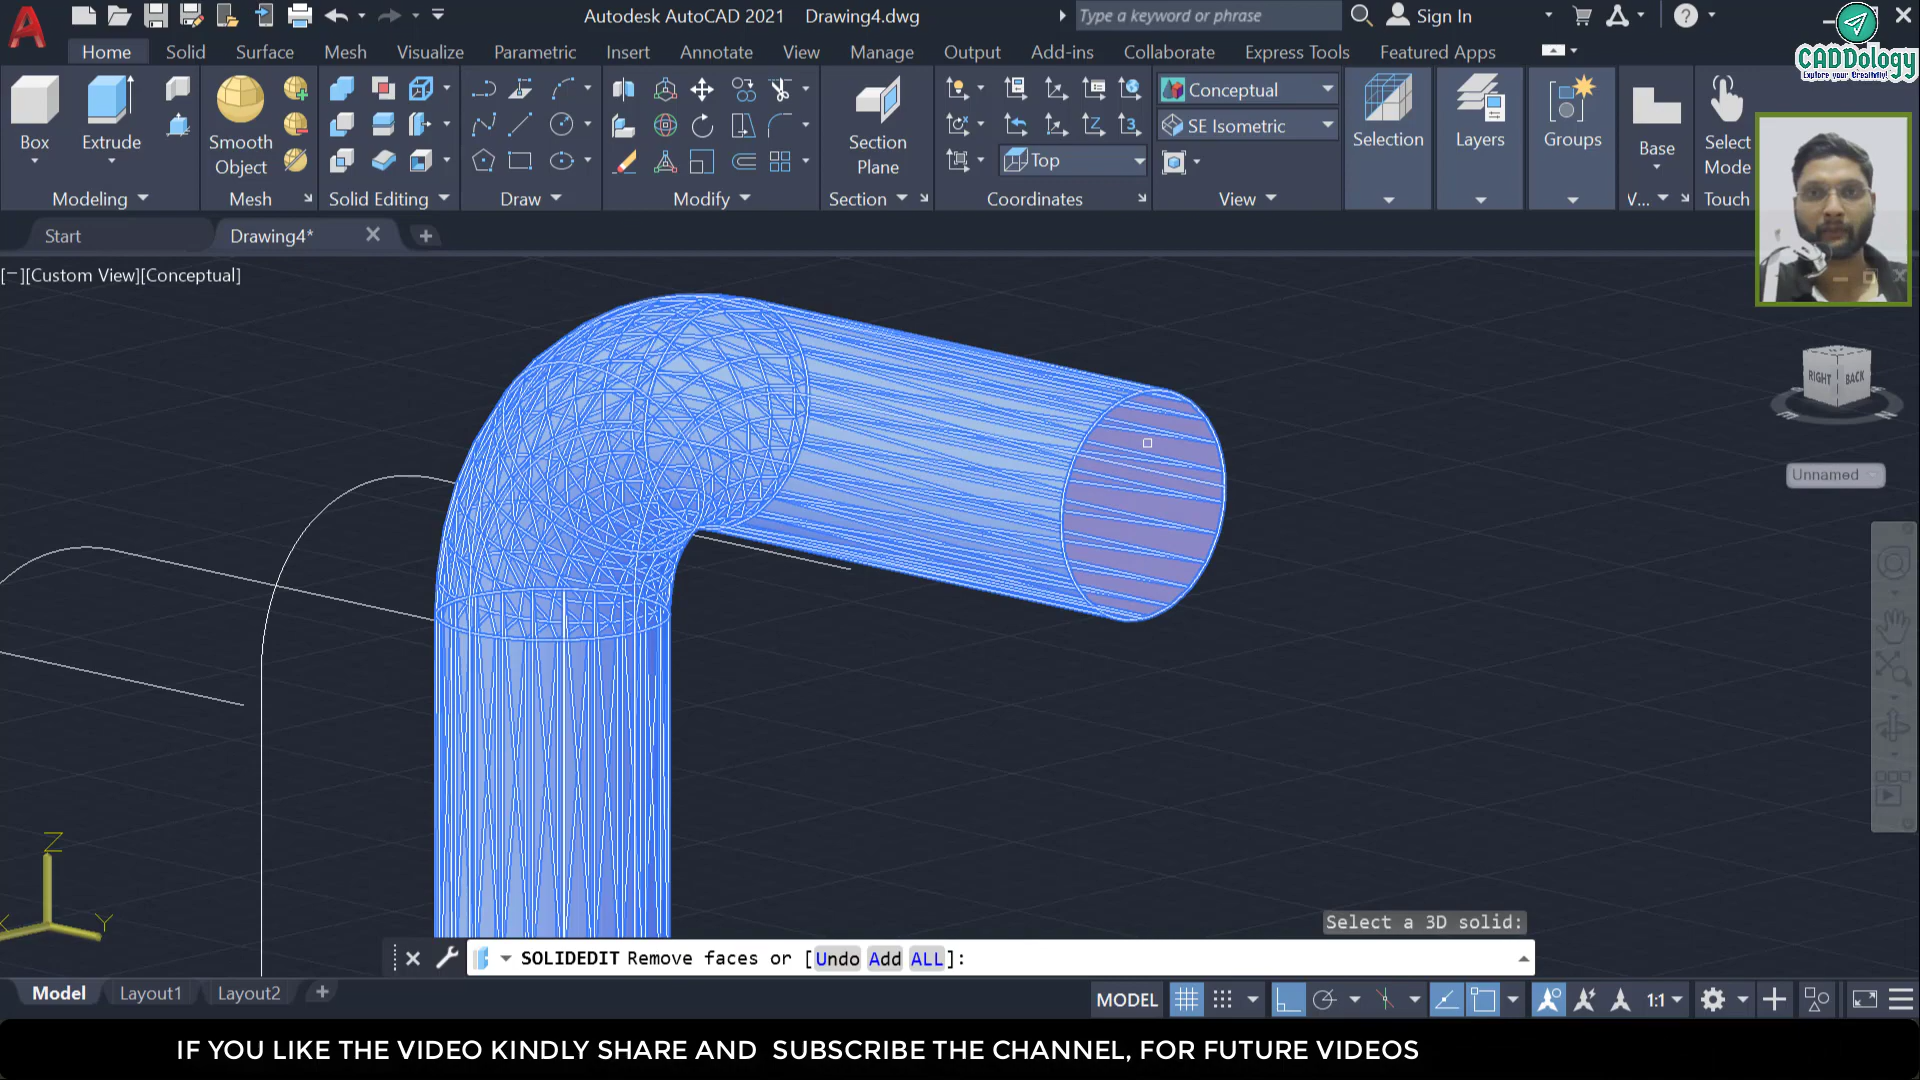 Autodesk AutoCAD 2021 Drawing4.dwg
Type a keyword or phrase
Sign In
CADDology
Explore your Creativity!
Home Solid Surface Mesh Visualize Parametric Insert Annotate View Manage Output Add-ins Collaborate Express Tools Featured Apps
Box
Extrude
Smooth
Object
Section
Plane
Top
Conceptual
SE Isometric
Selection
Layers
Groups
Base
Select
Mode
Modeling Mesh Solid Editing Draw Modify Section Coordinates View V... Touch
Start
Drawing4*
[−][Custom View][Conceptual]
RIGHT BACK
Unnamed
Z
Y
Select a 3D solid:
SOLIDEDIT Remove faces or [Undo Add ALL]:
Model Layout1 Layout2
MODEL
1:1
IF YOU LIKE THE VIDEO KINDLY SHARE AND SUBSCRIBE THE CHANNEL, FOR FUTURE VIDEOS